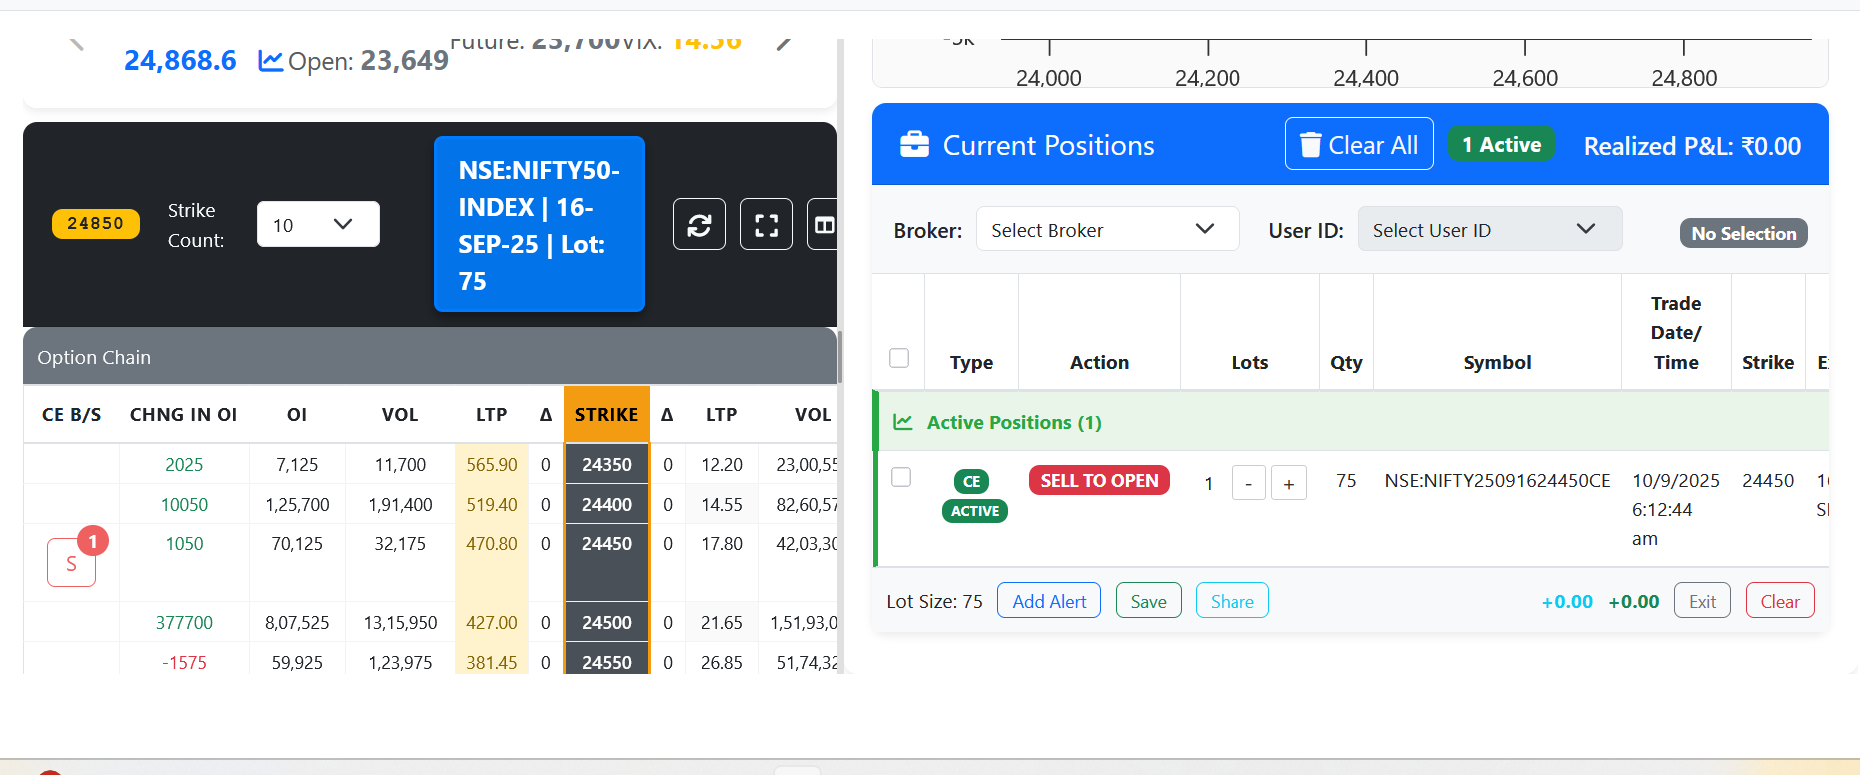 24,868.6
Open: 23,649
Future: 23,700
VIX: 14.56
24850
Strike
Count:
10
NSE:NIFTY50-
INDEX | 16-
SEP-25 | Lot:
75
Option Chain
CE B/S CHNG IN OI OI VOL LTP Δ STRIKE Δ LTP VOL
2025 7,125 11,700 565.90 0 24350 0 12.20 23,00,55
10050 1,25,700 1,91,400 519.40 0 24400 0 14.55 82,60,57
S 1 1050 70,125 32,175 470.80 0 24450 0 17.80 42,03,30
377700 8,07,525 13,15,950 427.00 0 24500 0 21.65 1,51,93,0
-1575 59,925 1,23,975 381.45 0 24550 0 26.85 51,74,32
-5k
24,000 24,200 24,400 24,600 24,800
Current Positions
Clear All
1 Active
Realized P&L: ₹0.00
Broker: Select Broker User ID: Select User ID No Selection
Type Action Lots Qty Symbol
Trade
Date/
Time
Strike
Active Positions (1)
CE
ACTIVE
SELL TO OPEN
1 - +
75
NSE:NIFTY25091624450CE
10/9/2025
6:12:44
am
24450
Lot Size: 75 Add Alert Save Share +0.00 +0.00 Exit Clear